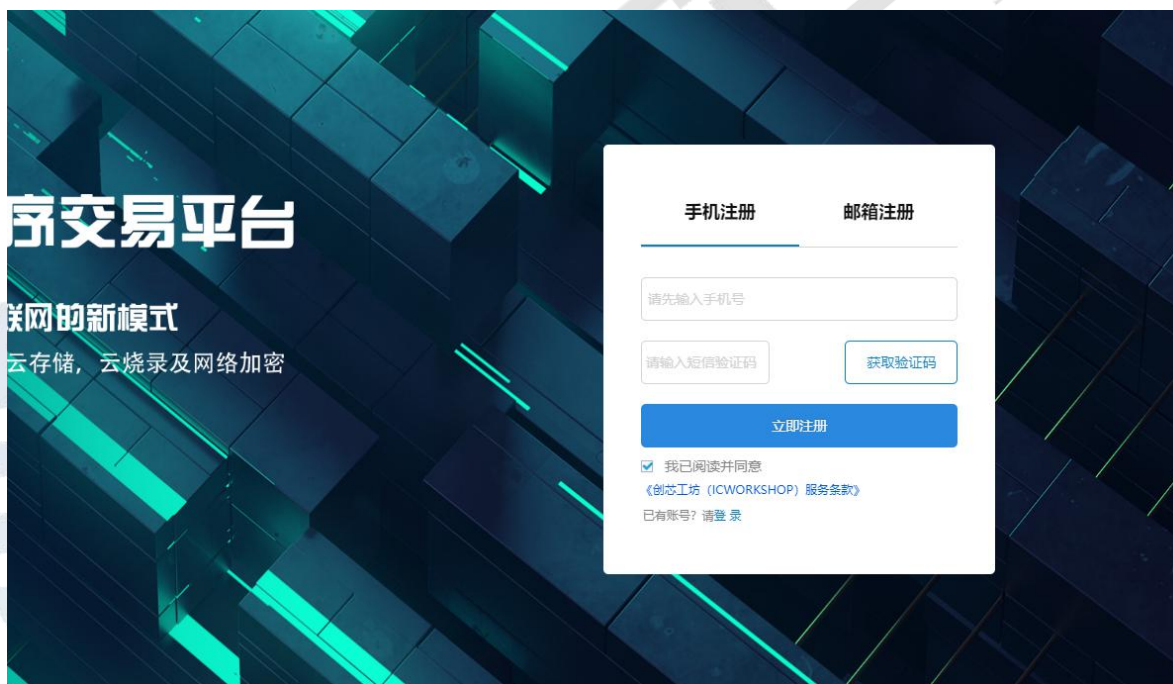 序交易平台
联网的新模式
云存储，云烧录及网络加密
手机注册 邮箱注册
请先输入手机号
请输入短信验证码 获取验证码
立即注册
我已阅读并同意
《创芯工坊（ICWORKSHOP）服务条款》
已有账号？请登 录